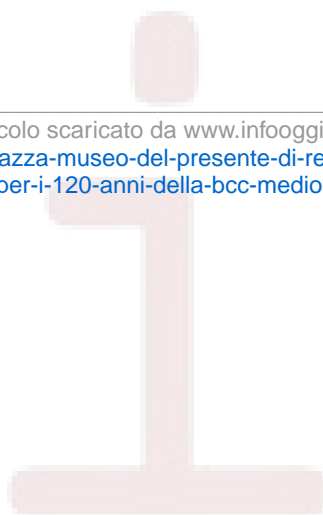 colo scaricato da www.infooggi
azza-museo-del-presente-di-re
per-i-120-anni-della-bcc-medio